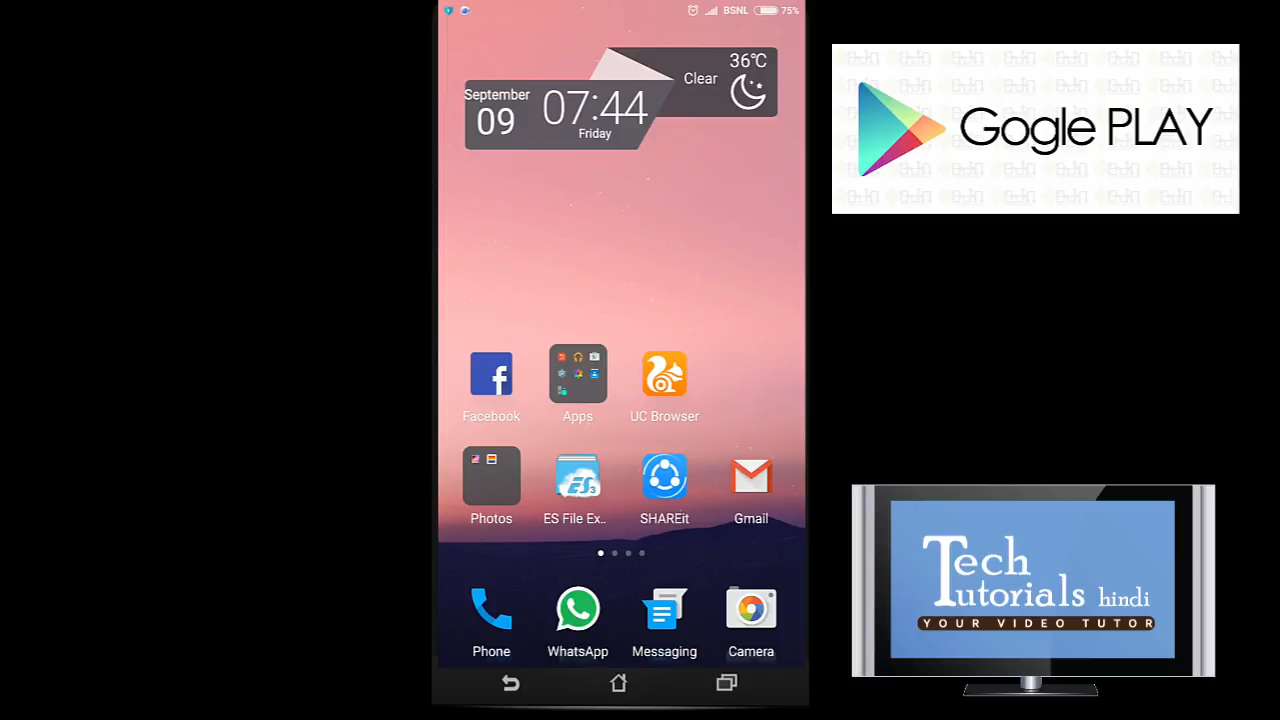 BSNL 75%
September
09
07:44
Friday
Clear
36℃
Facebook
Apps
UC Browser
Photos
ES File Ex..
SHAREit
Gmail
Phone
WhatsApp
Messaging
Camera
Gogle PLAY
Tech
Tutorials hindi
YOUR VIDEO TUTOR